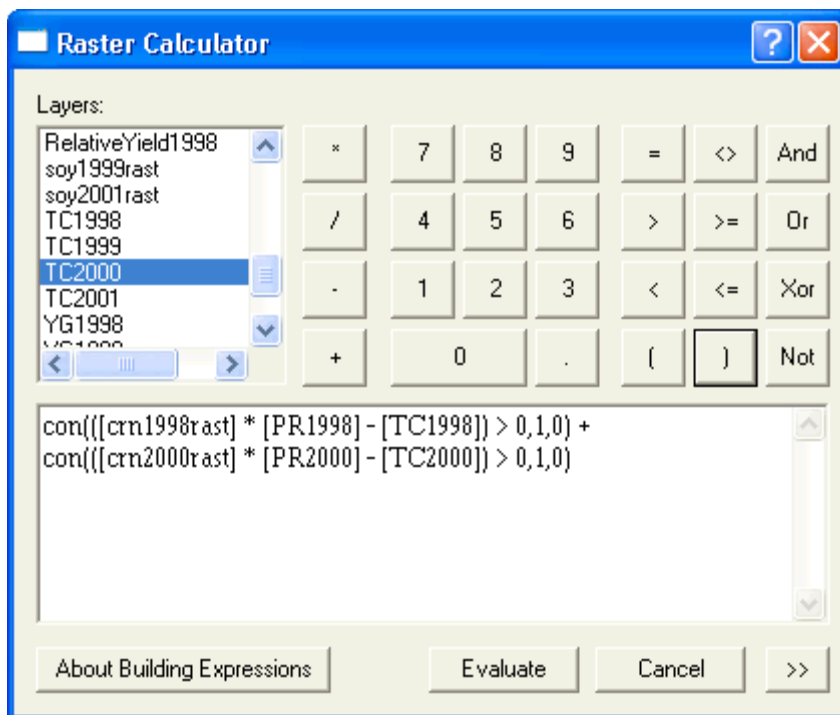 Raster Calculator
Layers:
RelativeYield1998
soy1999rast
soy2001rast
TC1998
TC1999
TC2000
TC2001
YG1998
* 7 8 9 = <> And
/ 4 5 6 > >= Or
- 1 2 3 < <= Xor
+ 0 . ( ) Not
con(([crn1998rast] * [PR1998] - [TC1998]) > 0,1,0) +
con(([crn2000rast] * [PR2000] - [TC2000]) > 0,1,0)
About Building Expressions Evaluate Cancel >>